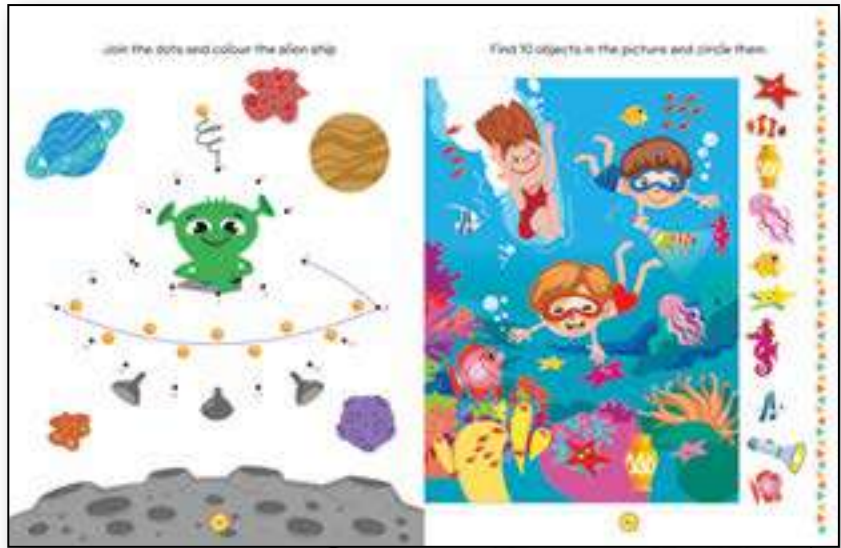 Join the dots and colour the alien ship
Find 10 objects in the picture and circle them